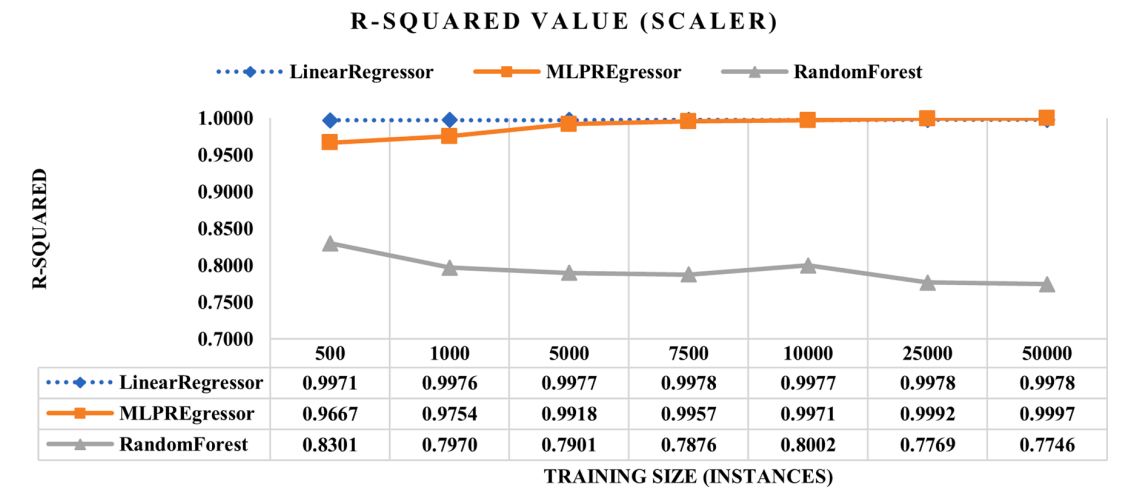 R-SQUARED VALUE (SCALER)
LinearRegressor MLPREgressor RandomForest
R-SQUARED
1.0000
0.9500
0.9000
0.8500
0.8000
0.7500
0.7000
500 1000 5000 7500 10000 25000 50000
LinearRegressor 0.9971 0.9976 0.9977 0.9978 0.9977 0.9978 0.9978
MLPREgressor 0.9667 0.9754 0.9918 0.9957 0.9971 0.9992 0.9997
RandomForest 0.8301 0.7970 0.7901 0.7876 0.8002 0.7769 0.7746
TRAINING SIZE (INSTANCES)